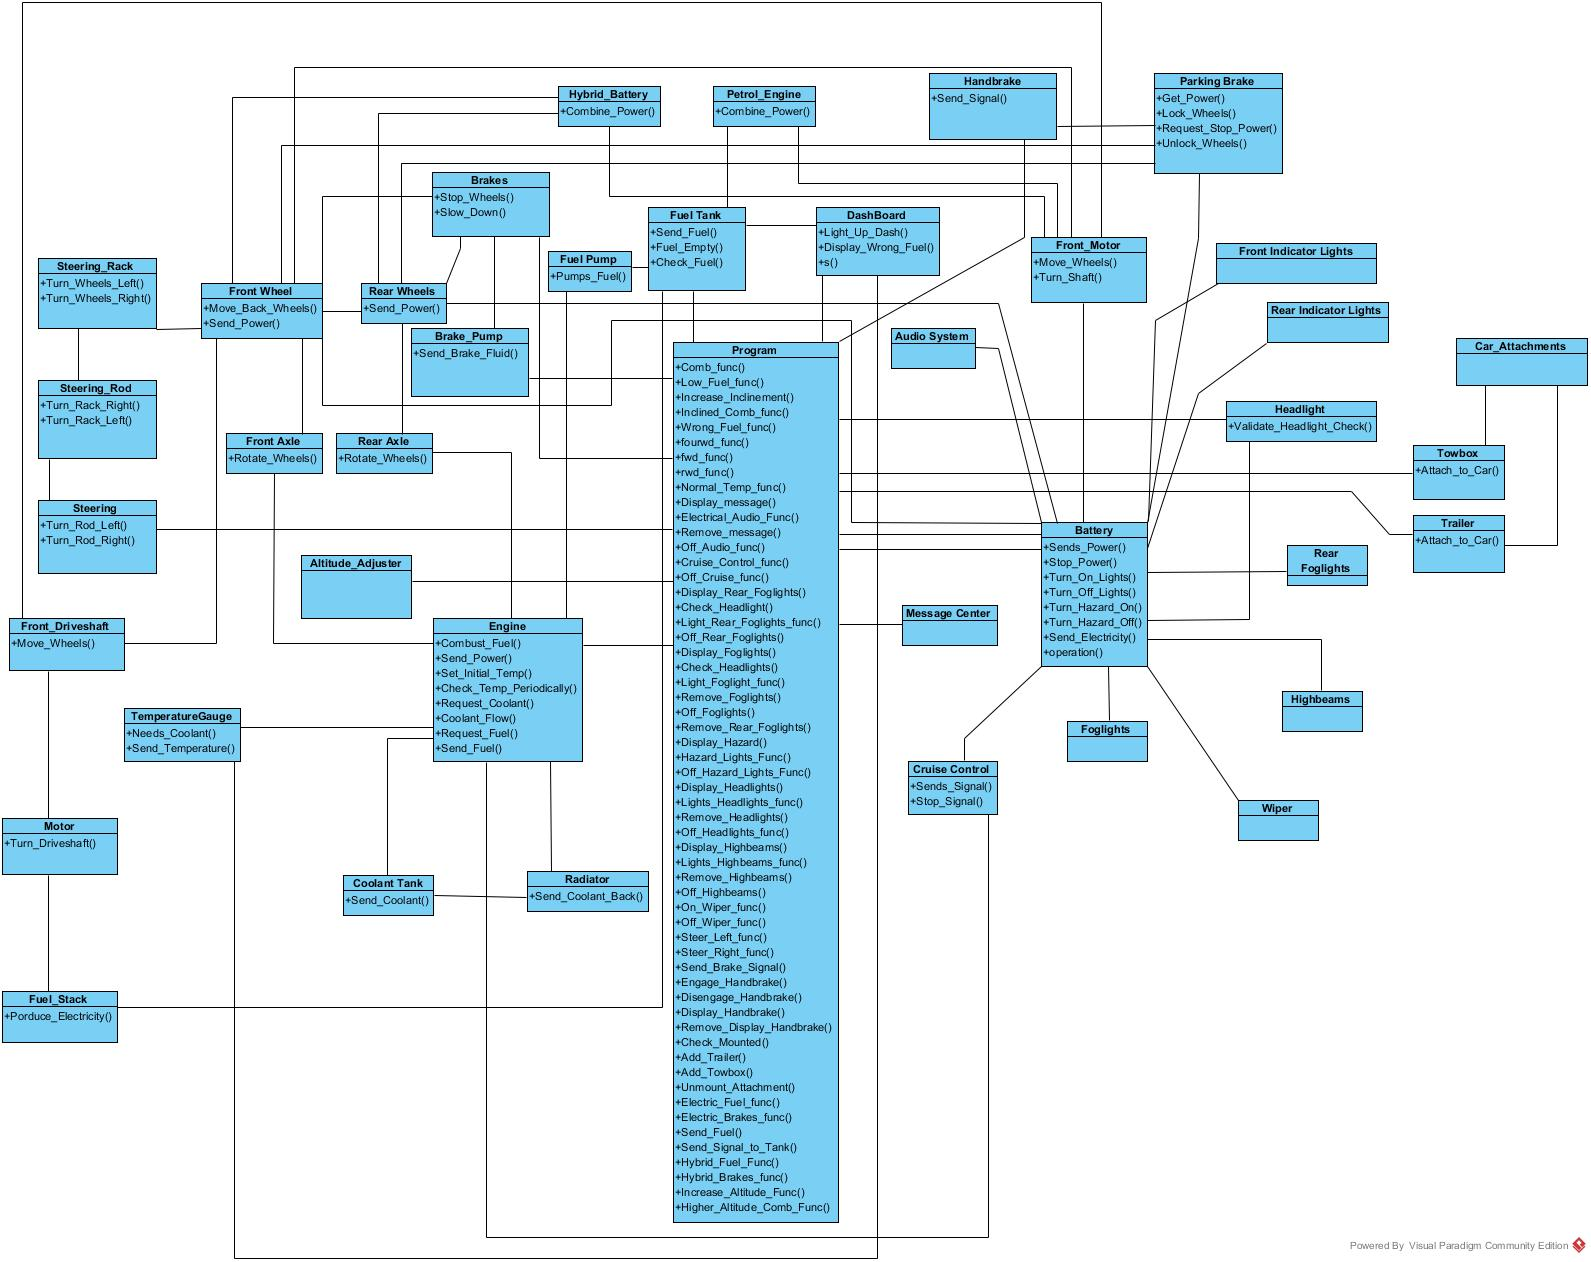 Hybrid_Battery
+Combine_Power()
Petrol_Engine
+Combine_Power()
Handbrake
+Send_Signal()
Parking Brake
+Get_Power()
+Lock_Wheels()
+Request_Stop_Power()
+Unlock_Wheels()
Brakes
+Stop_Wheels()
+Slow_Down()
Fuel Tank
+Send_Fuel()
+Fuel_Empty()
+Check_Fuel()
DashBoard
+Light_Up_Dash()
+Display_Wrong_Fuel()
+s()
Front_Motor
+Move_Wheels()
+Turn_Shaft()
Front Indicator Lights
Fuel Pump
+Pumps_Fuel()
Steering_Rack
+Turn_Wheels_Left()
+Turn_Wheels_Right()
Front Wheel
+Move_Back_Wheels()
+Send_Power()
Rear Wheels
+Send_Power()
Rear Indicator Lights
Brake_Pump
+Send_Brake_Fluid()
Audio System
Car_Attachments
Program
+Comb_func()
+Low_Fuel_func()
+Increase_Inclinement()
+Inclined_Comb_func()
+Wrong_Fuel_func()
+fourwd_func()
+fwd_func()
+rwd_func()
+Normal_Temp_func()
+Display_message()
+Electrical_Audio_Func()
+Remove_message()
+Off_Audio_func()
+Cruise_Control_func()
+Off_Cruise_func()
+Display_Rear_Foglights()
+Check_Headlight()
+Light_Rear_Foglights_func()
+Off_Rear_Foglights()
+Display_Foglights()
+Check_Headlights()
+Light_Foglight_func()
+Remove_Foglights()
+Off_Foglights()
+Remove_Rear_Foglights()
+Display_Hazard()
+Hazard_Lights_Func()
+Off_Hazard_Lights_Func()
+Display_Headlights()
+Lights_Headlights_func()
+Remove_Headlights()
+Off_Headlights_func()
+Display_Highbeams()
+Lights_Highbeams_func()
+Remove_Highbeams()
+Off_Highbeams()
+On_Wiper_func()
+Off_Wiper_func()
+Steer_Left_func()
+Steer_Right_func()
+Send_Brake_Signal()
+Engage_Handbrake()
+Disengage_Handbrake()
+Display_Handbrake()
+Remove_Display_Handbrake()
+Check_Mounted()
+Add_Trailer()
+Add_Towbox()
+Unmount_Attachment()
+Electric_Fuel_func()
+Electric_Brakes_func()
+Send_Fuel()
+Send_Signal_to_Tank()
+Hybrid_Fuel_Func()
+Hybrid_Brakes_func()
+Increase_Altitude_Func()
+Higher_Altitude_Comb_Func()
Steering_Rod
+Turn_Rack_Right()
+Turn_Rack_Left()
Headlight
+Validate_Headlight_Check()
Front Axle
+Rotate_Wheels()
Rear Axle
+Rotate_Wheels()
Towbox
+Attach_to_Car()
Steering
+Turn_Rod_Left()
+Turn_Rod_Right()
Trailer
+Attach_to_Car()
Battery
+Sends_Power()
+Stop_Power()
+Turn_On_Lights()
+Turn_Off_Lights()
+Turn_Hazard_On()
+Turn_Hazard_Off()
+Send_Electricity()
+operation()
Rear
Foglights
Altitude_Adjuster
Message Center
Front_Driveshaft
+Move_Wheels()
Engine
+Combust_Fuel()
+Send_Power()
+Set_Initial_Temp()
+Check_Temp_Periodically()
+Request_Coolant()
+Coolant_Flow()
+Request_Fuel()
+Send_Fuel()
Highbeams
TemperatureGauge
+Needs_Coolant()
+Send_Temperature()
Foglights
Cruise Control
+Sends_Signal()
+Stop_Signal()
Wiper
Motor
+Turn_Driveshaft()
Coolant Tank
+Send_Coolant()
Radiator
+Send_Coolant_Back()
Fuel_Stack
+Porduce_Electricity()
Powered By Visual Paradigm Community Edition